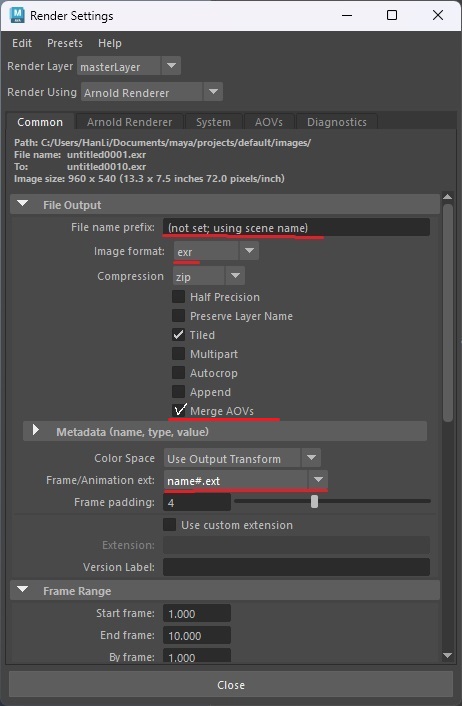 Render Settings
Edit Presets Help
Render Layer masterLayer
Render Using Arnold Renderer
Common Arnold Renderer System AOVs Diagnostics
Path: C:/Users/HanLi/Documents/maya/projects/default/images/
File name: untitled0001.exr
To: untitled0010.exr
Image size: 960 x 540 (13.3 x 7.5 inches 72.0 pixels/inch)
File Output
File name prefix: (not set; using scene name)
Image format: exr
Compression zip
Half Precision
Preserve Layer Name
Tiled
Multipart
Autocrop
Append
Merge AOVs
Metadata (name, type, value)
Color Space Use Output Transform
Frame/Animation ext: name#.ext
Frame padding: 4
Use custom extension
Extension:
Version Label:
Frame Range
Start frame: 1.000
End frame: 10.000
By frame: 1.000
Close